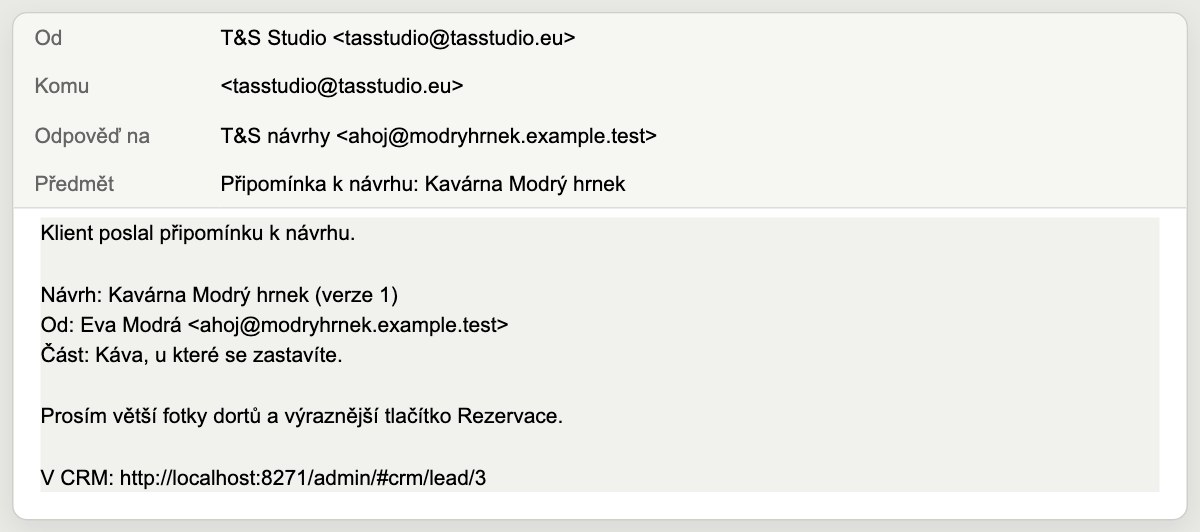 Od T&S Studio <tasstudio@tasstudio.eu>
Komu <tasstudio@tasstudio.eu>
Odpověď na T&S návrhy <ahoj@modryhrnek.example.test>
Předmět Připomínka k návrhu: Kavárna Modrý hrnek
Klient poslal připomínku k návrhu.
Návrh: Kavárna Modrý hrnek (verze 1)
Od: Eva Modrá <ahoj@modryhrnek.example.test>
Část: Káva, u které se zastavíte.
Prosím větší fotky dortů a výraznější tlačítko Rezervace.
V CRM: http://localhost:8271/admin/#crm/lead/3